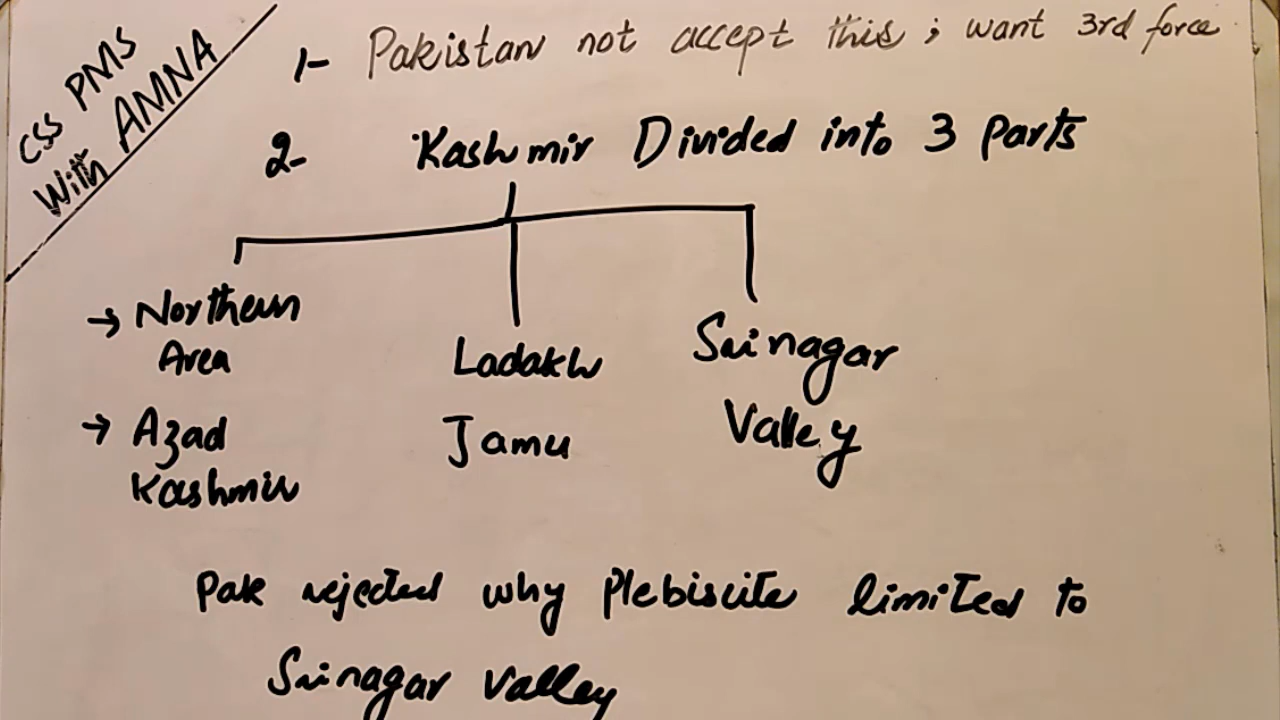 CSS PMS
With AMNA
1- Pakistan not accept this ; want 3rd force
2- Kashmir Divided into 3 Parts
→ Northern
Area
→ Azad
Kashmir
Ladakh
Jamu
Srinagar
Valley
Pak rejected why Plebiscite limited to
Srinagar Valley